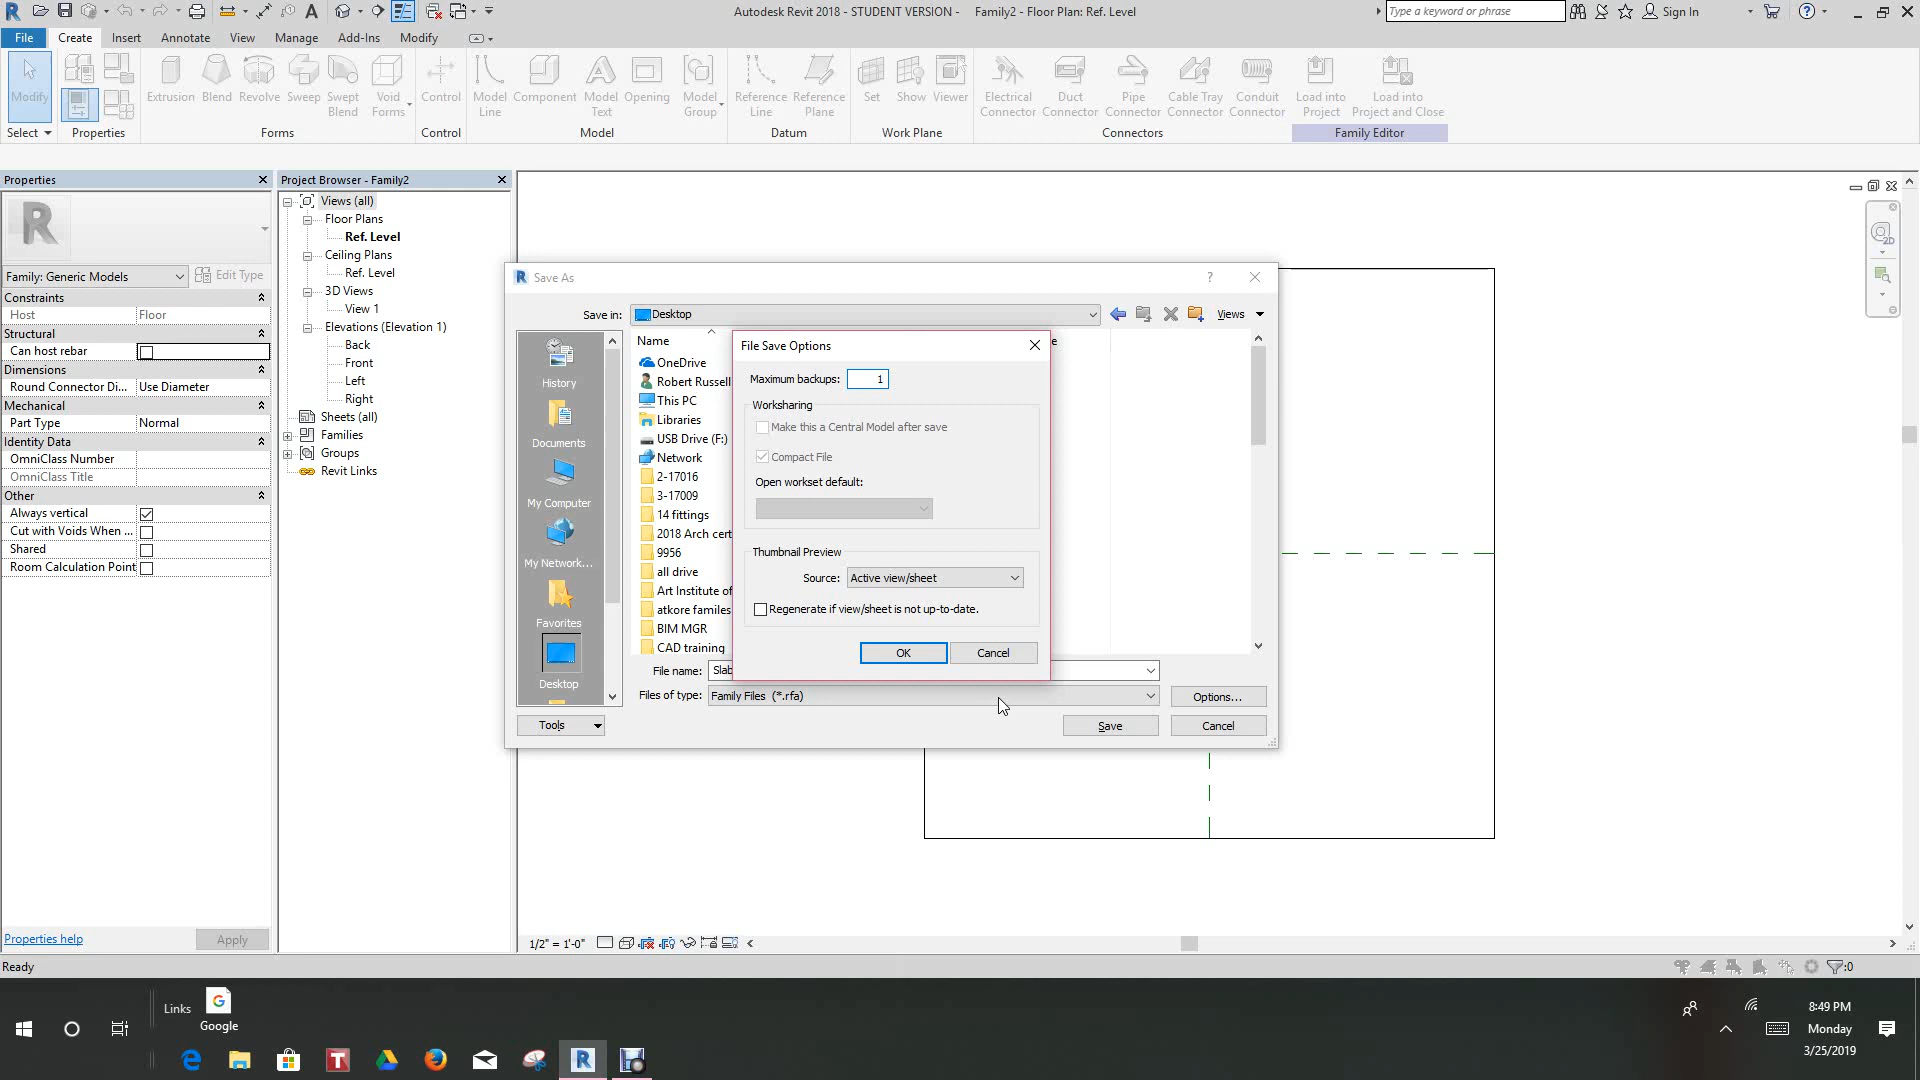 Autodesk Revit 2018 - STUDENT VERSION - Family2 - Floor Plan: Ref. Level
Type a keyword or phrase
Sign In
File Create Insert Annotate View Manage Add-Ins Modify
Modify
Extrusion Blend Revolve Sweep Swept Blend Void Forms
Control
Model Line Component Model Text Opening Model Group
Reference Line Reference Plane
Set Show Viewer
Electrical Connector Duct Connector Pipe Connector Cable Tray Connector Conduit Connector
Load into Project Load into Project and Close
Select Properties Forms Control Model Datum Work Plane Connectors Family Editor
Properties
Family: Generic Models Edit Type
Constraints
Host Floor
Structural
Can host rebar
Dimensions
Round Connector Di... Use Diameter
Mechanical
Part Type Normal
Identity Data
OmniClass Number
OmniClass Title
Other
Always vertical
Cut with Voids When ...
Shared
Room Calculation Point
Properties help Apply
Project Browser - Family2
Views (all)
Floor Plans
Ref. Level
Ceiling Plans
Ref. Level
3D Views
View 1
Elevations (Elevation 1)
Back
Front
Left
Right
Sheets (all)
Families
Groups
Revit Links
Save As
Save in: Desktop Views
History
Documents
My Computer
My Network...
Favorites
Desktop
Name
OneDrive
Robert Russell
This PC
Libraries
USB Drive (F:)
Network
2-17016
3-17009
14 fittings
2018 Arch cert
9956
all drive
Art Institute of
atkore familes
BIM MGR
CAD training
File name: Slab
Files of type: Family Files (*.rfa)
Options...
Tools Save Cancel
File Save Options
Maximum backups: 1
Worksharing
Make this a Central Model after save
Compact File
Open workset default:
Thumbnail Preview
Source: Active view/sheet
Regenerate if view/sheet is not up-to-date.
OK Cancel
1/2" = 1'-0"
Ready
:0
Links
Google
8:49 PM
Monday
3/25/2019